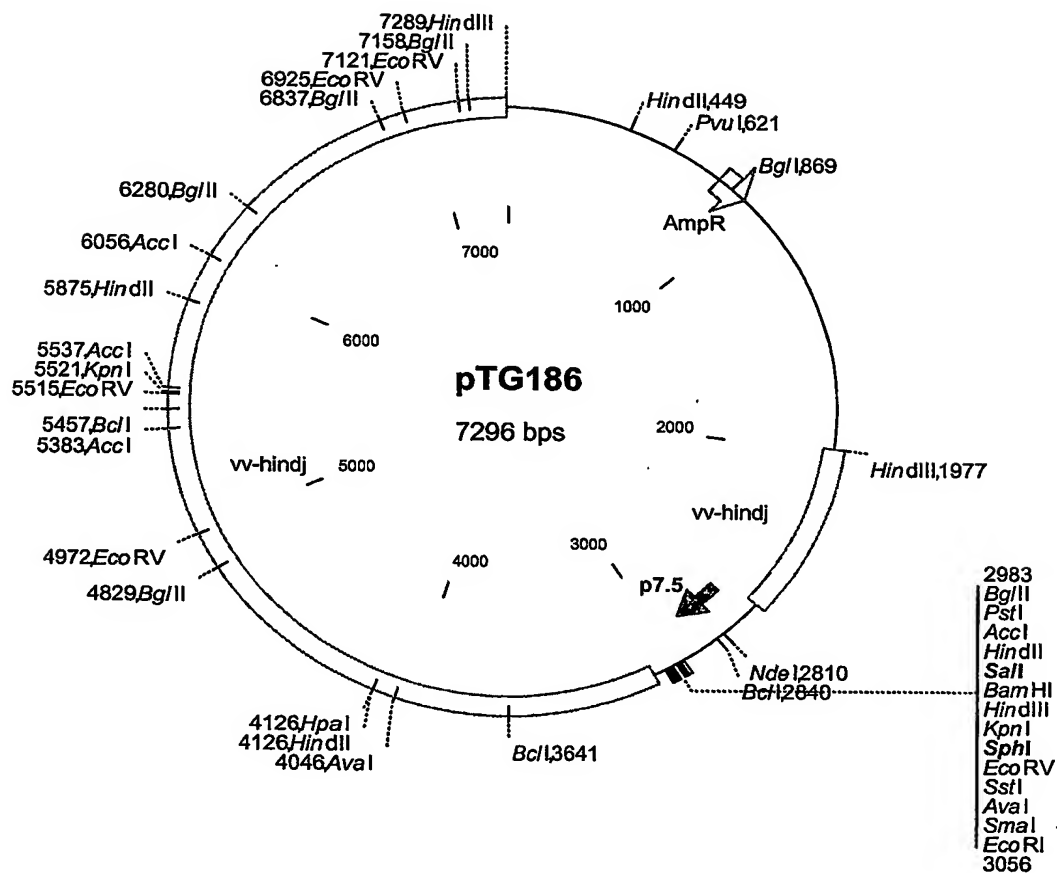 7289,HindIII
7158,BglII
7121,EcoRV
6925,EcoRV
6837,BglII
HindII,449
PvuI,621
BglI,869
AmpR
6280,BglII
6056,AccI
5875,HindII
7000
1000
6000
5537,AccI
5521,KpnI
5515,EcoRV
5457,BclI
5383,AccI
pTG186
7296 bps
2000
5000
vv-hindj
HindIII,1977
vv-hindj
4972,EcoRV
4829,BglII
4000
3000
p7.5
NdeI,2810
BclI,2840
4126,HpaI
4126,HindII
4046,AvaI
BclI,3641
2983
BglII
PstI
AccI
HindII
SalI
BamHI
HindIII
KpnI
SphI
EcoRV
SstI
AvaI
SmaI
EcoRI
3056